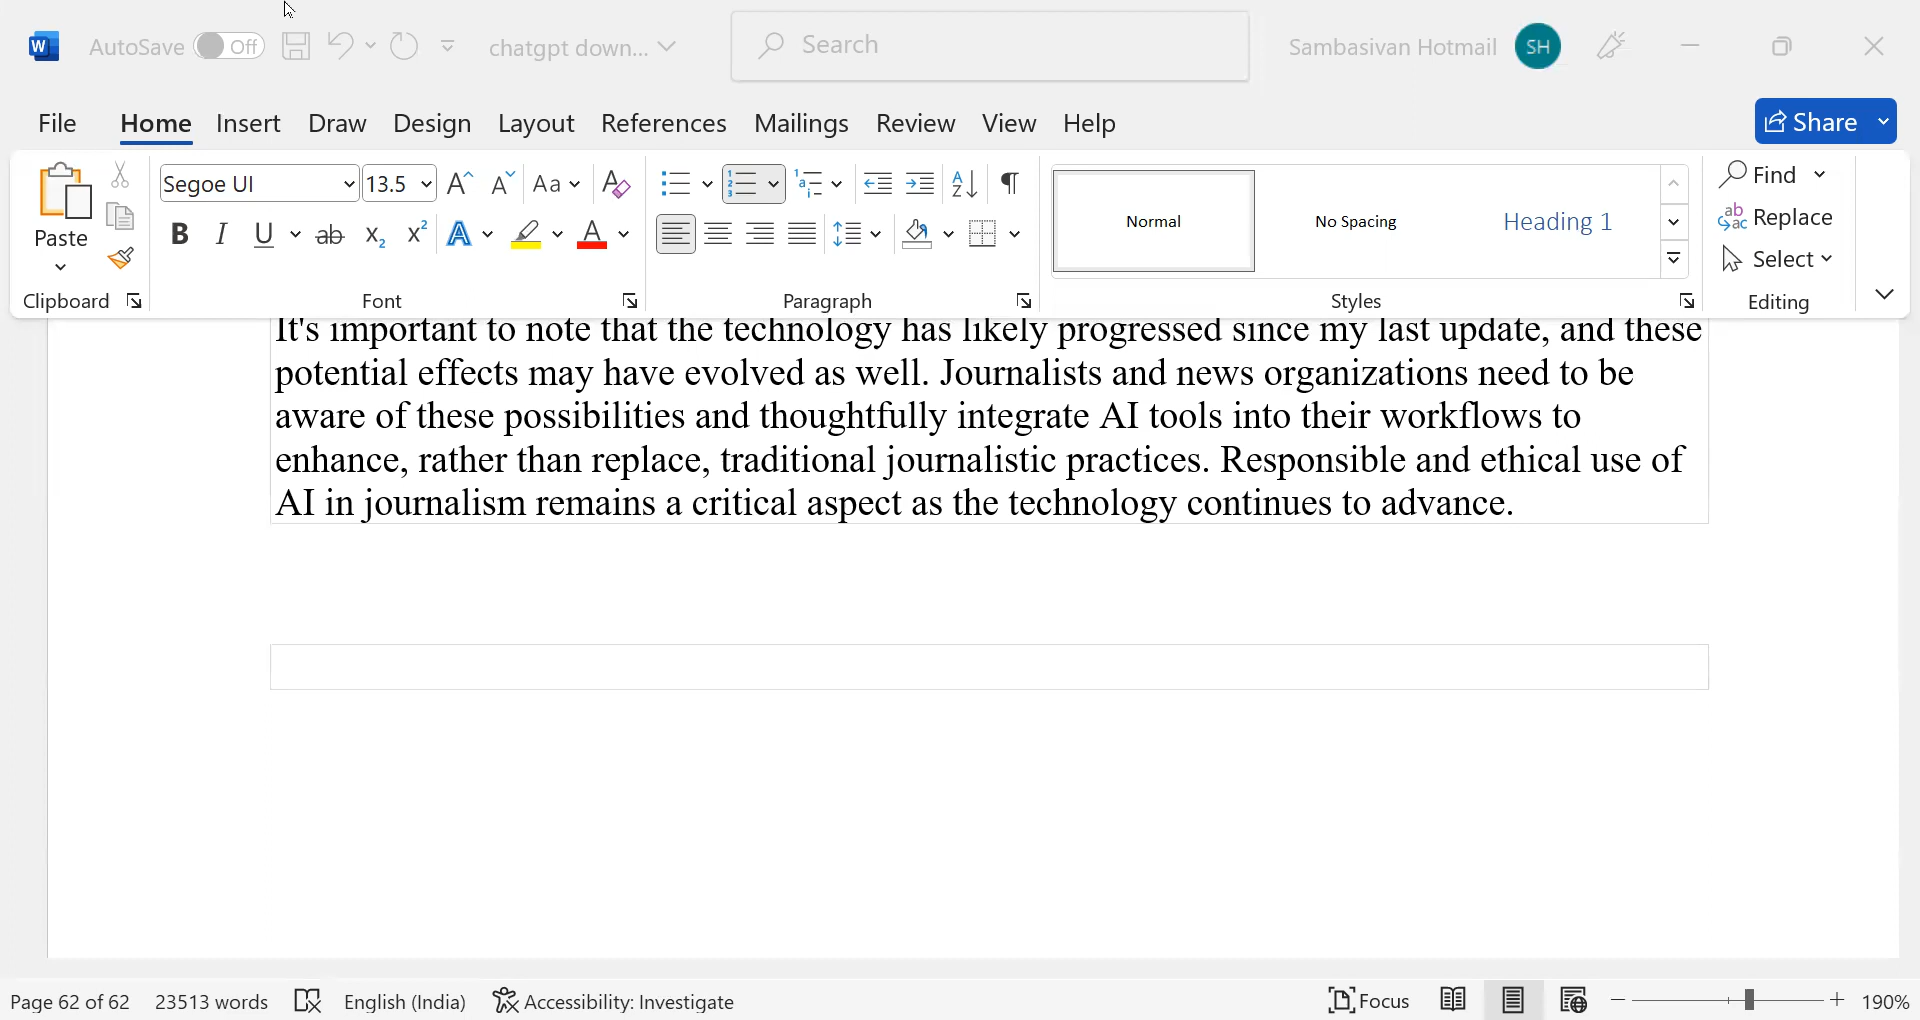 W AutoSave Off chatgpt down... Search Sambasivan Hotmail SH
File Home Insert Draw Design Layout References Mailings Review View Help Share
Paste Segoe UI 13.5 Aa Normal No Spacing Heading 1 Find Replace Select
Clipboard Font Paragraph Styles Editing
It's important to note that the technology has likely progressed since my last update, and these
potential effects may have evolved as well. Journalists and news organizations need to be
aware of these possibilities and thoughtfully integrate AI tools into their workflows to
enhance, rather than replace, traditional journalistic practices. Responsible and ethical use of
AI in journalism remains a critical aspect as the technology continues to advance.
Page 62 of 62 23513 words English (India) Accessibility: Investigate Focus 190%